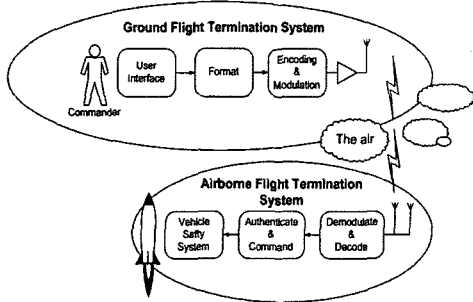 Ground Flight Termination System
User
Interface
Format
Encoding
&
Modulation
Commander
The air
Airborne Flight Termination
System
Vehicle
Safty
System
Authenticate
&
Command
Demodulate
&
Decode